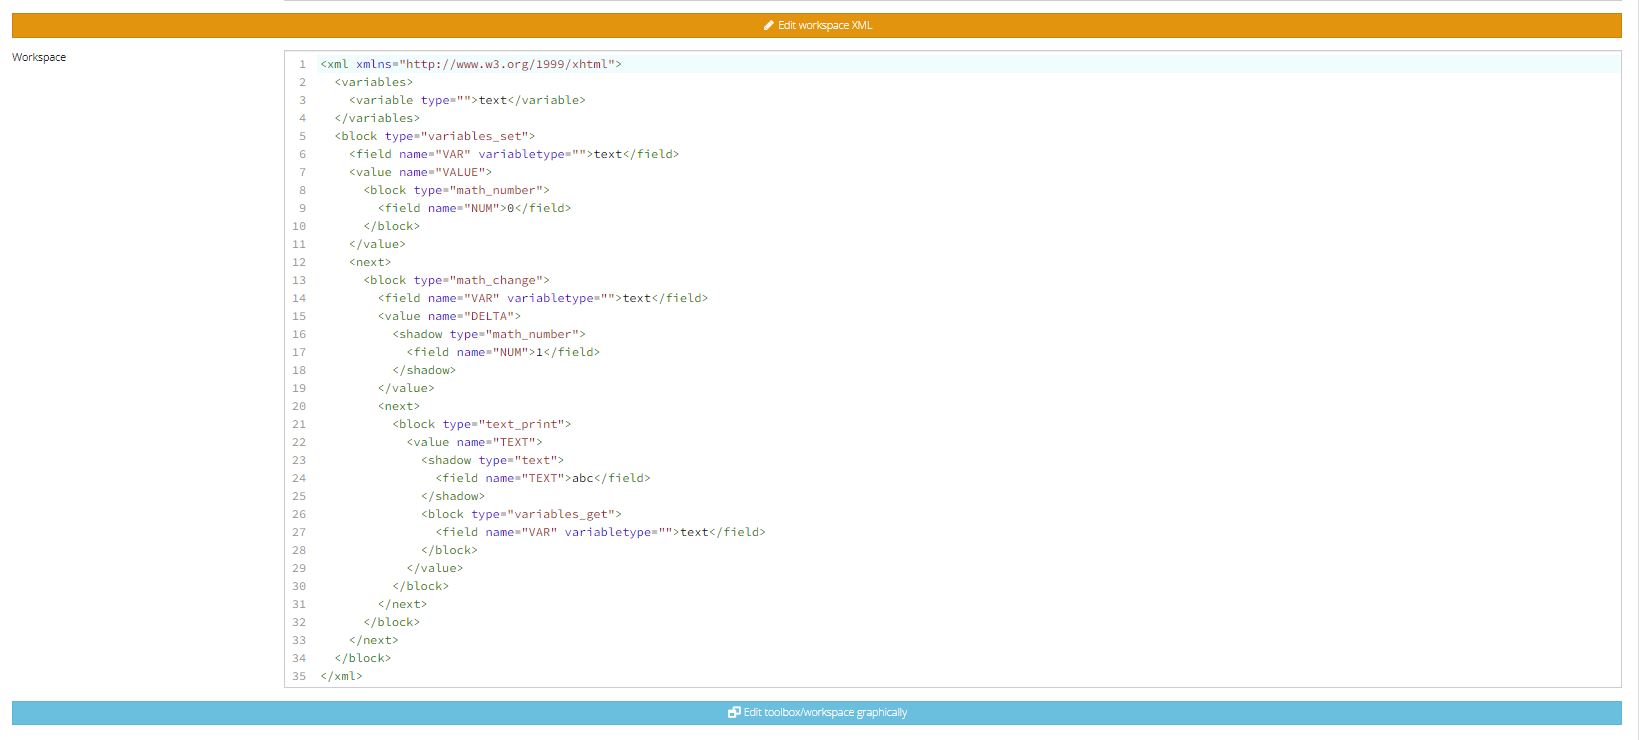 Edit workspace XML
Workspace
1 <xml xmlns="http://www.w3.org/1999/xhtml">
2 <variables>
3 <variable type="">text</variable>
4 </variables>
5 <block type="variables_set">
6 <field name="VAR" variabletype="">text</field>
7 <value name="VALUE">
8 <block type="math_number">
9 <field name="NUM">0</field>
10 </block>
11 </value>
12 <next>
13 <block type="math_change">
14 <field name="VAR" variabletype="">text</field>
15 <value name="DELTA">
16 <shadow type="math_number">
17 <field name="NUM">1</field>
18 </shadow>
19 </value>
20 <next>
21 <block type="text_print">
22 <value name="TEXT">
23 <shadow type="text">
24 <field name="TEXT">abc</field>
25 </shadow>
26 <block type="variables_get">
27 <field name="VAR" variabletype="">text</field>
28 </block>
29 </value>
30 </block>
31 </next>
32 </block>
33 </next>
34 </block>
35 </xml>
Edit toolbox/workspace graphically